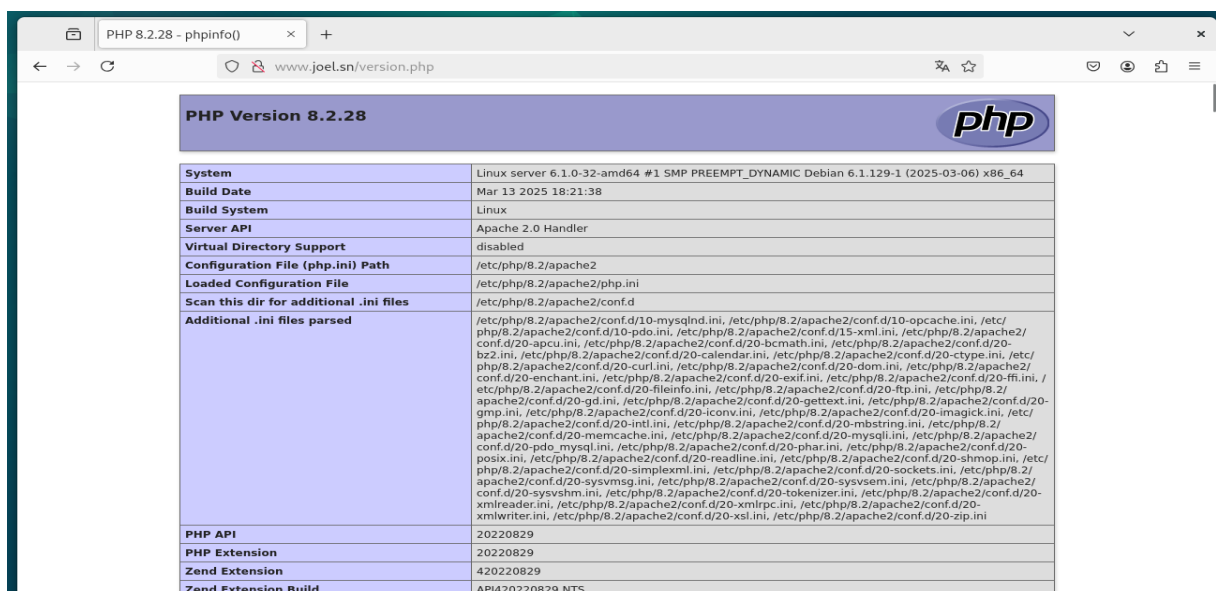 PHP 8.2.28 - phpinfo()
www.joel.sn/version.php
PHP Version 8.2.28
php
System Linux server 6.1.0-32-amd64 #1 SMP PREEMPT_DYNAMIC Debian 6.1.129-1 (2025-03-06) x86_64
Build Date Mar 13 2025 18:21:38
Build System Linux
Server API Apache 2.0 Handler
Virtual Directory Support disabled
Configuration File (php.ini) Path /etc/php/8.2/apache2
Loaded Configuration File /etc/php/8.2/apache2/php.ini
Scan this dir for additional .ini files /etc/php/8.2/apache2/conf.d
Additional .ini files parsed /etc/php/8.2/apache2/conf.d/10-mysqlnd.ini, /etc/php/8.2/apache2/conf.d/10-opcache.ini, /etc/
php/8.2/apache2/conf.d/10-pdo.ini, /etc/php/8.2/apache2/conf.d/15-xml.ini, /etc/php/8.2/apache2/
conf.d/20-apcu.ini, /etc/php/8.2/apache2/conf.d/20-bcmath.ini, /etc/php/8.2/apache2/conf.d/20-
bz2.ini, /etc/php/8.2/apache2/conf.d/20-calendar.ini, /etc/php/8.2/apache2/conf.d/20-ctype.ini, /etc/
php/8.2/apache2/conf.d/20-curl.ini, /etc/php/8.2/apache2/conf.d/20-dom.ini, /etc/php/8.2/apache2/
conf.d/20-enchant.ini, /etc/php/8.2/apache2/conf.d/20-exif.ini, /etc/php/8.2/apache2/conf.d/20-ffi.ini, /
etc/php/8.2/apache2/conf.d/20-fileinfo.ini, /etc/php/8.2/apache2/conf.d/20-ftp.ini, /etc/php/8.2/
apache2/conf.d/20-gd.ini, /etc/php/8.2/apache2/conf.d/20-gettext.ini, /etc/php/8.2/apache2/conf.d/20-
gmp.ini, /etc/php/8.2/apache2/conf.d/20-iconv.ini, /etc/php/8.2/apache2/conf.d/20-imagick.ini, /etc/
php/8.2/apache2/conf.d/20-intl.ini, /etc/php/8.2/apache2/conf.d/20-mbstring.ini, /etc/php/8.2/
apache2/conf.d/20-memcache.ini, /etc/php/8.2/apache2/conf.d/20-mysqli.ini, /etc/php/8.2/apache2/
conf.d/20-pdo_mysql.ini, /etc/php/8.2/apache2/conf.d/20-phar.ini, /etc/php/8.2/apache2/conf.d/20-
posix.ini, /etc/php/8.2/apache2/conf.d/20-readline.ini, /etc/php/8.2/apache2/conf.d/20-shmop.ini, /etc/
php/8.2/apache2/conf.d/20-simplexml.ini, /etc/php/8.2/apache2/conf.d/20-sockets.ini, /etc/php/8.2/
apache2/conf.d/20-sysvmsg.ini, /etc/php/8.2/apache2/conf.d/20-sysvsem.ini, /etc/php/8.2/apache2/
conf.d/20-sysvshm.ini, /etc/php/8.2/apache2/conf.d/20-tokenizer.ini, /etc/php/8.2/apache2/conf.d/20-
xmlreader.ini, /etc/php/8.2/apache2/conf.d/20-xmlrpc.ini, /etc/php/8.2/apache2/conf.d/20-
xmlwriter.ini, /etc/php/8.2/apache2/conf.d/20-xsl.ini, /etc/php/8.2/apache2/conf.d/20-zip.ini
PHP API 20220829
PHP Extension 20220829
Zend Extension 420220829
Zend Extension Build API420220829,NTS